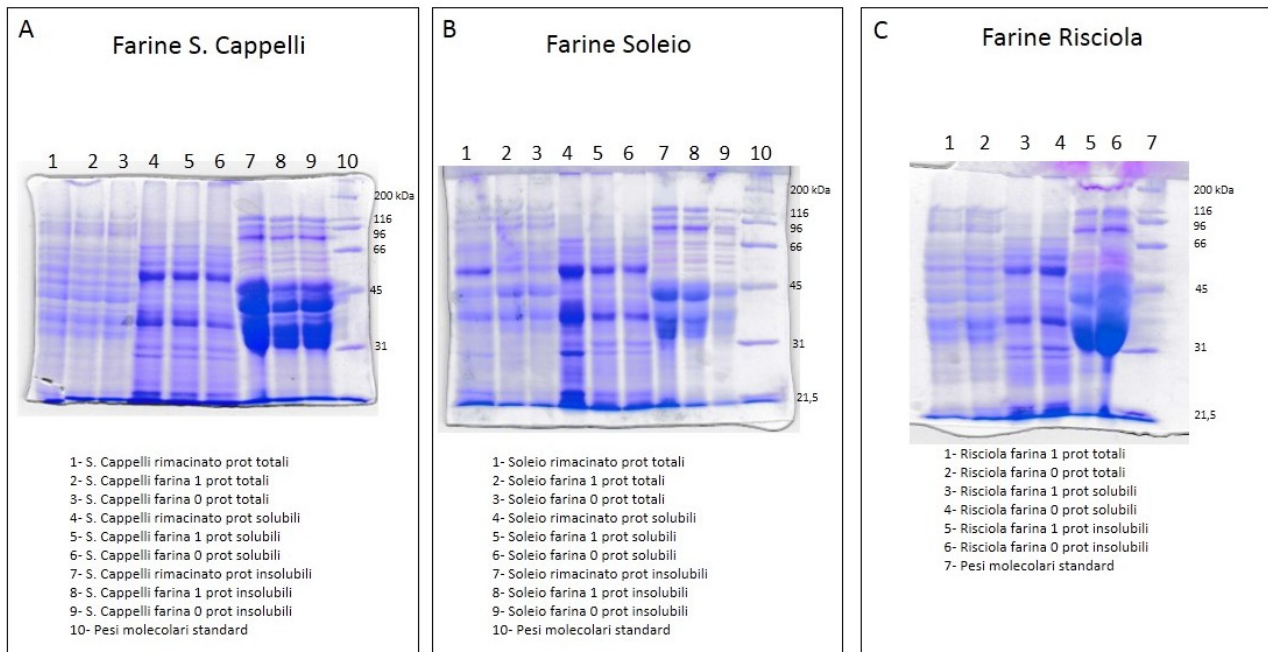 A
Farine S. Cappelli
1 2 3 4 5 6 7 8 9 10
200 kDa
116
96
66
45
31
1- S. Cappelli rimacinato prot totali
2- S. Cappelli farina 1 prot totali
3- S. Cappelli farina 0 prot totali
4- S. Cappelli rimacinato prot solubili
5- S. Cappelli farina 1 prot solubili
6- S. Cappelli farina 0 prot solubili
7- S. Cappelli rimacinato prot insolubili
8- S. Cappelli farina 1 prot insolubili
9- S. Cappelli farina 0 prot insolubili
10- Pesi molecolari standard
B
Farine Soleio
1 2 3 4 5 6 7 8 9 10
200 kDa
116
96
66
45
31
21,5
1- Soleio rimacinato prot totali
2- Soleio farina 1 prot totali
3- Soleio farina 0 prot totali
4- Soleio rimacinato prot solubili
5- Soleio farina 1 prot solubili
6- Soleio farina 0 prot solubili
7- Soleio rimacinato prot insolubili
8- Soleio farina 1 prot insolubili
9- Soleio farina 0 prot insolubili
10- Pesi molecolari standard
C
Farine Risciola
1 2 3 4 5 6 7
200 kDa
116
96
66
45
31
21,5
1- Risciola farina 1 prot totali
2- Risciola farina 0 prot totali
3- Risciola farina 1 prot solubili
4- Risciola farina 0 prot solubili
5- Risciola farina 1 prot insolubili
6- Risciola farina 0 prot insolubili
7- Pesi molecolari standard